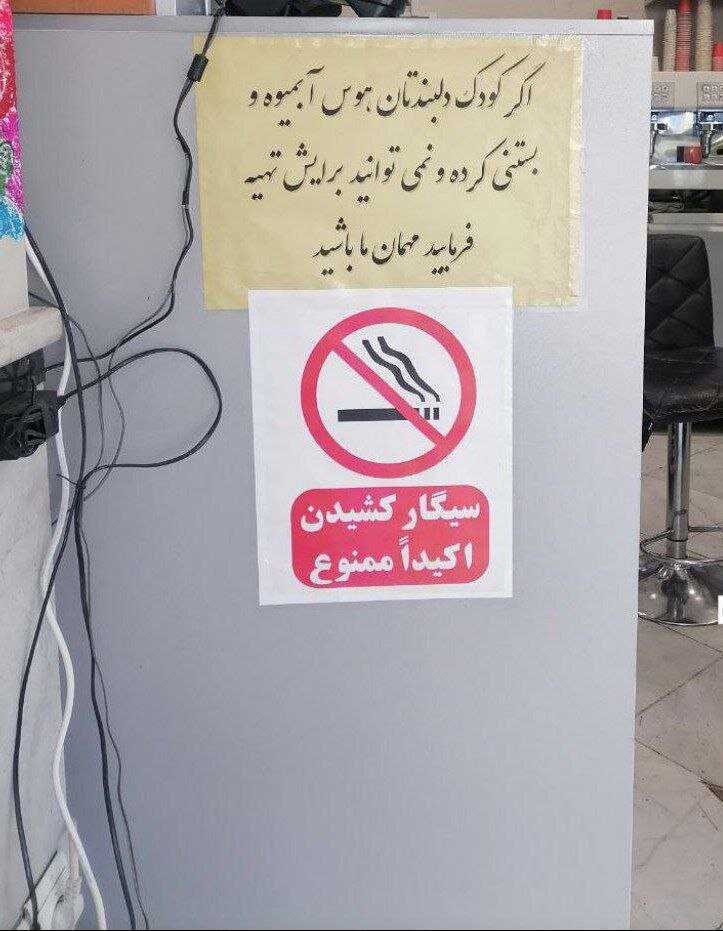 اگر کودک دلبندتان هوس آبمیوه و
بستنی کرده و نمی توانید برایش تهیه
فرمایید مهمان ما باشید
سیگار کشیدن
اکیداً ممنوع